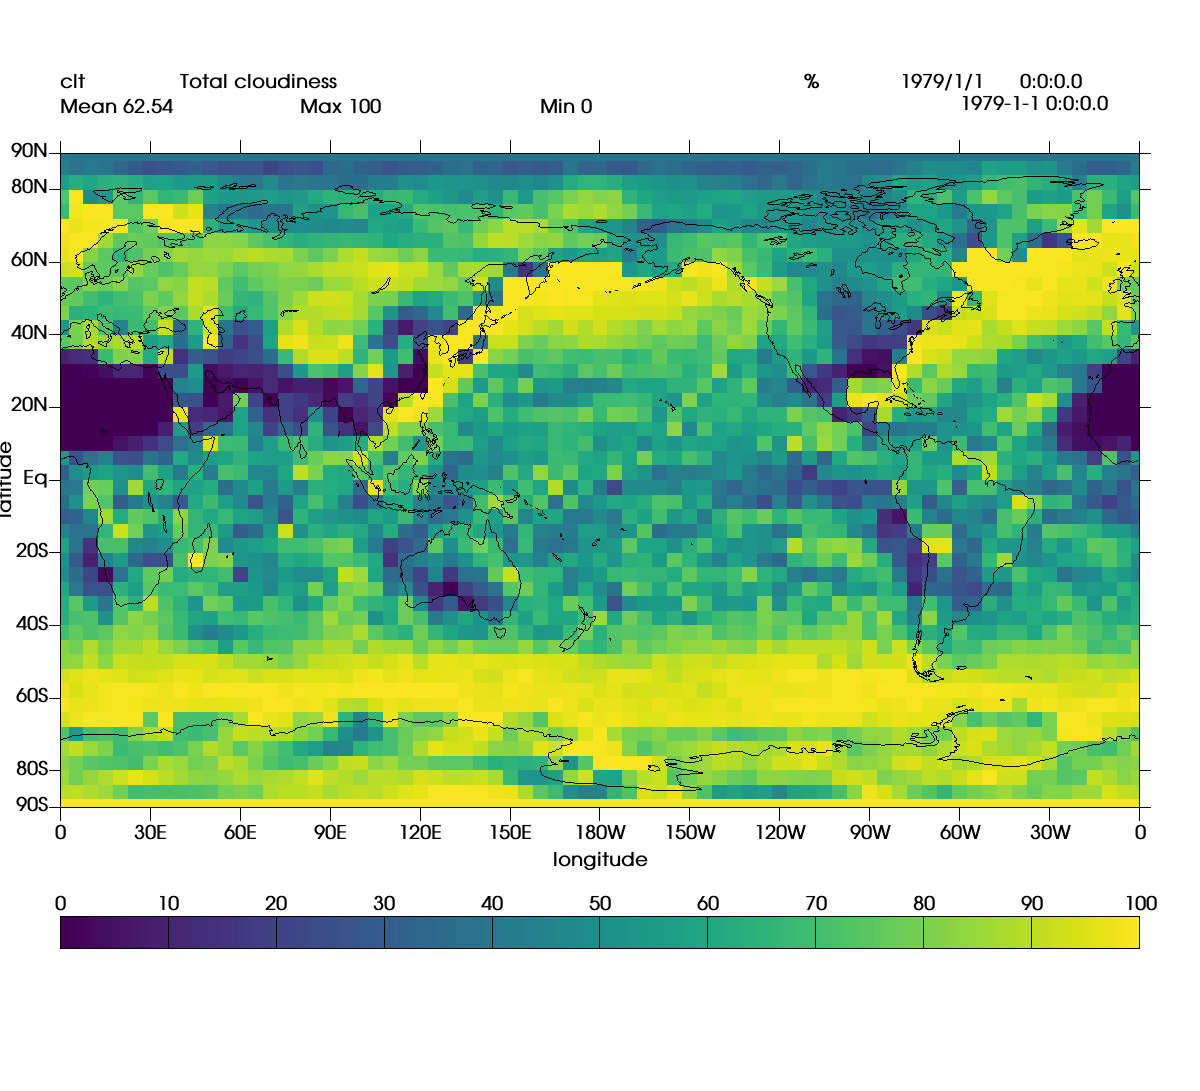 clt Total cloudiness % 1979/1/1 0:0:0.0
Mean 62.54 Max 100 Min 0 1979-1-1 0:0:0.0
90N
80N
60N
40N
20N
Eq
20S
40S
60S
80S
90S
latitude
0 30E 60E 90E 120E 150E 180W 150W 120W 90W 60W 30W 0
longitude
0 10 20 30 40 50 60 70 80 90 100